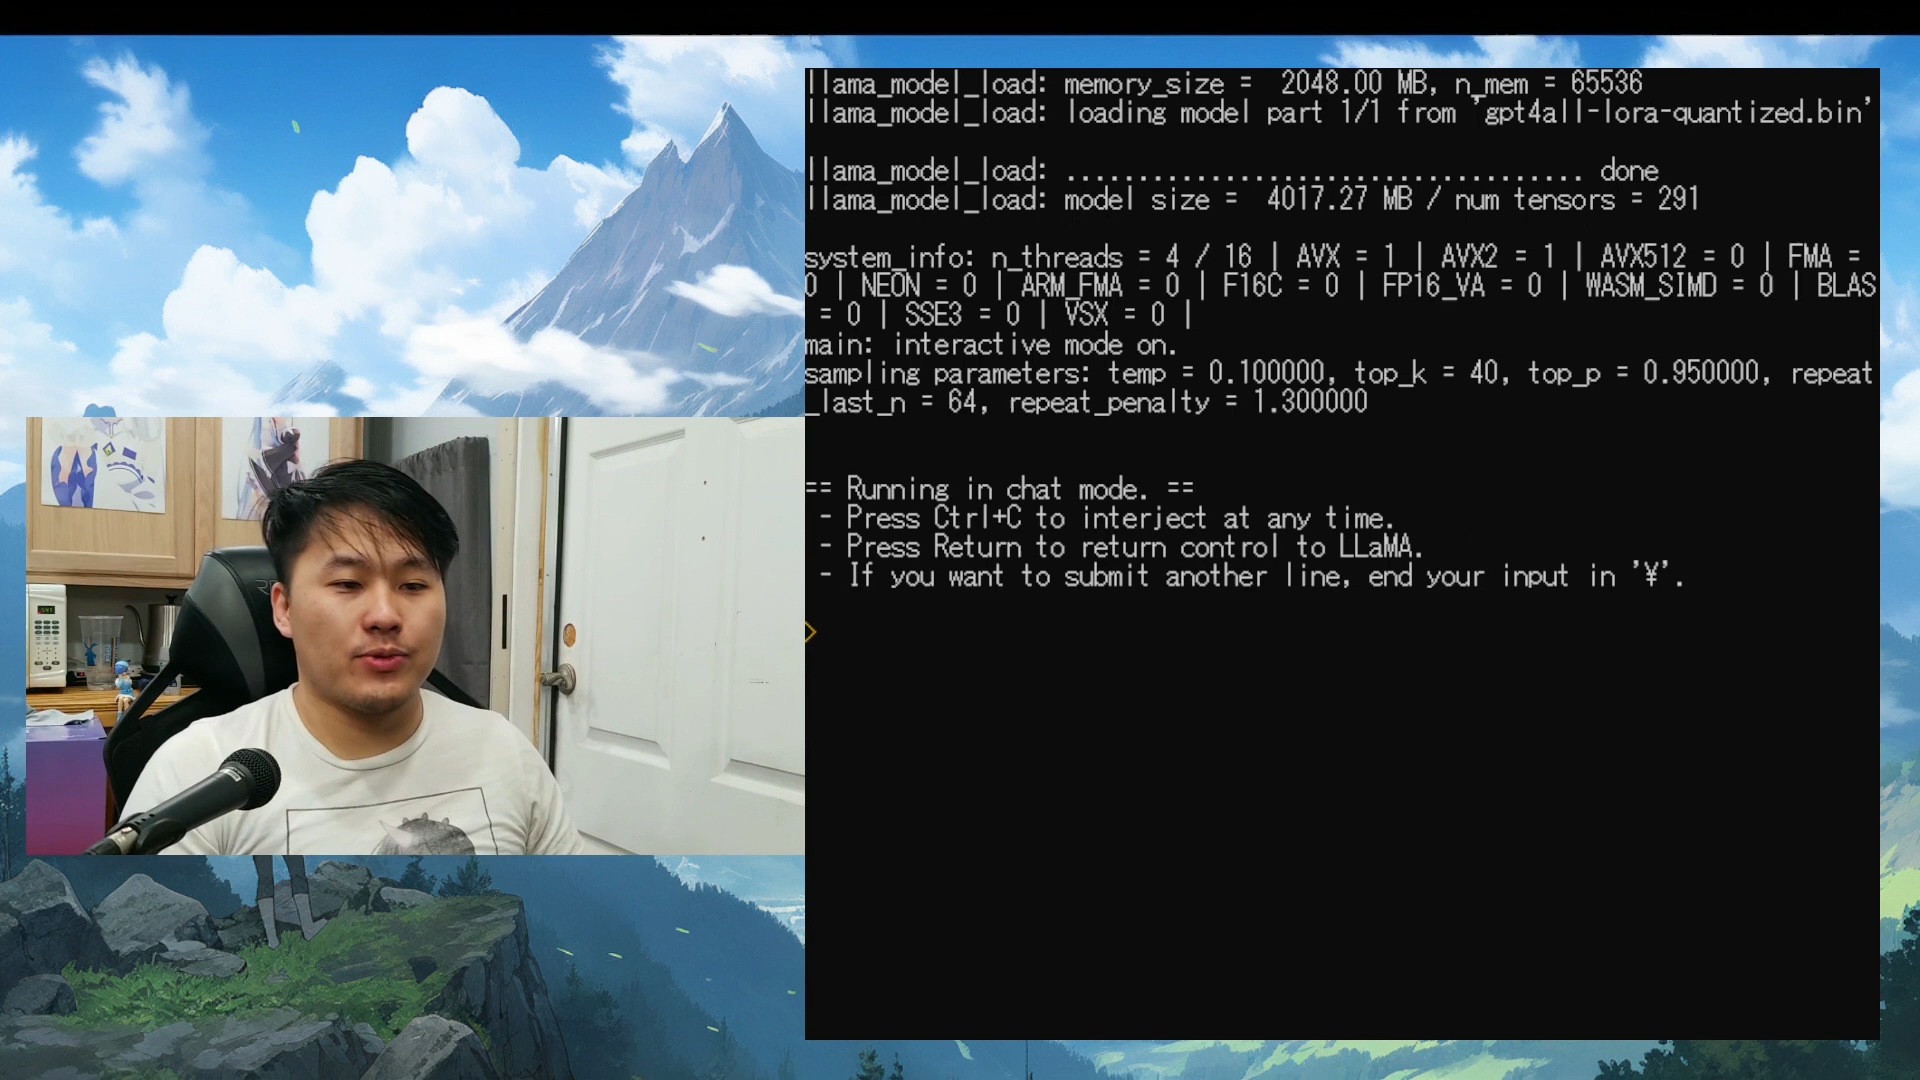 llama_model_load: memory_size =  2048.00 MB, n_mem = 65536
llama_model_load: loading model part 1/1 from 'gpt4all-lora-quantized.bin'
llama_model_load: .................................... done
llama_model_load: model size =  4017.27 MB / num tensors = 291
system_info: n_threads = 4 / 16 | AVX = 1 | AVX2 = 1 | AVX512 = 0 | FMA =
0 | NEON = 0 | ARM_FMA = 0 | F16C = 0 | FP16_VA = 0 | WASM_SIMD = 0 | BLAS
= 0 | SSE3 = 0 | VSX = 0 |
main: interactive mode on.
sampling parameters: temp = 0.100000, top_k = 40, top_p = 0.950000, repeat
_last_n = 64, repeat_penalty = 1.300000
== Running in chat mode. ==
- Press Ctrl+C to interject at any time.
- Press Return to return control to LLaMA.
- If you want to submit another line, end your input in '¥'.
>